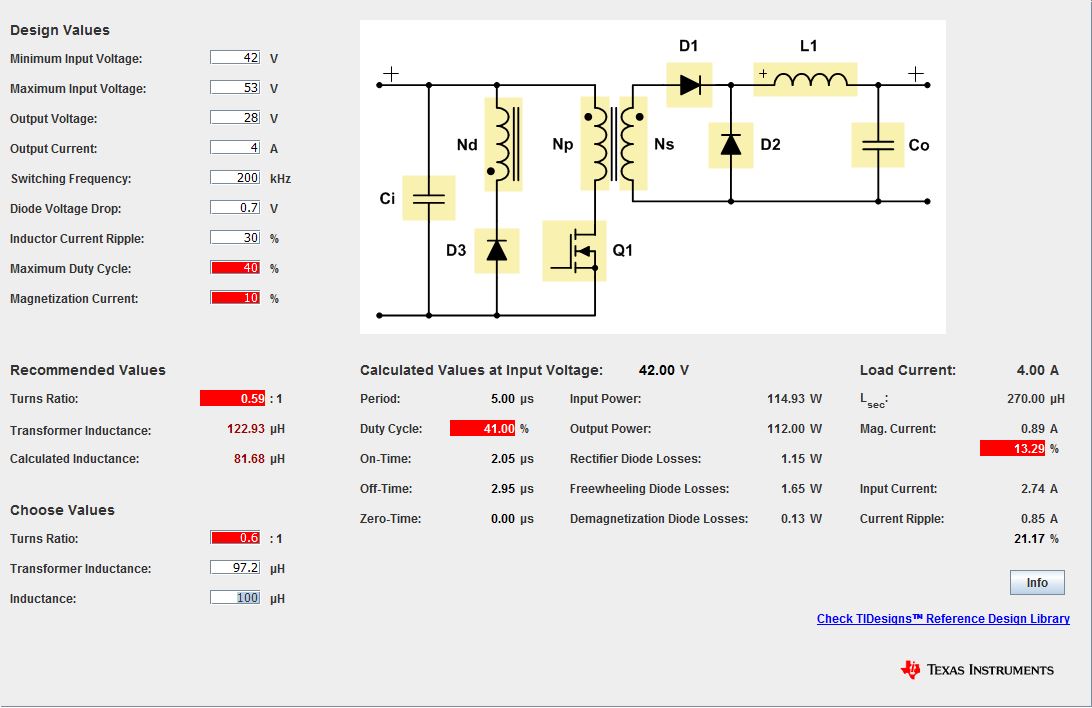 Design Values
Minimum Input Voltage: 42 V
Maximum Input Voltage: 53 V
Output Voltage: 28 V
Output Current: 4 A
Switching Frequency: 200 kHz
Diode Voltage Drop: 0.7 V
Inductor Current Ripple: 30 %
Maximum Duty Cycle: 40 %
Magnetization Current: 10 %
D1 L1
+ + +
Nd Np Ns D2 Co
Ci
D3 Q1
Recommended Values
Turns Ratio: 0.59 : 1
Transformer Inductance: 122.93 µH
Calculated Inductance: 81.68 µH
Choose Values
Turns Ratio: 0.6 : 1
Transformer Inductance: 97.2 µH
Inductance: 100 µH
Calculated Values at Input Voltage: 42.00 V
Period: 5.00 µs
Duty Cycle: 41.00 %
On-Time: 2.05 µs
Off-Time: 2.95 µs
Zero-Time: 0.00 µs
Input Power: 114.93 W
Output Power: 112.00 W
Rectifier Diode Losses: 1.15 W
Freewheeling Diode Losses: 1.65 W
Demagnetization Diode Losses: 0.13 W
Load Current: 4.00 A
Lsec: 270.00 µH
Mag. Current: 0.89 A
13.29 %
Input Current: 2.74 A
Current Ripple: 0.85 A
21.17 %
Info
Check TIDesigns™ Reference Design Library
TEXAS INSTRUMENTS